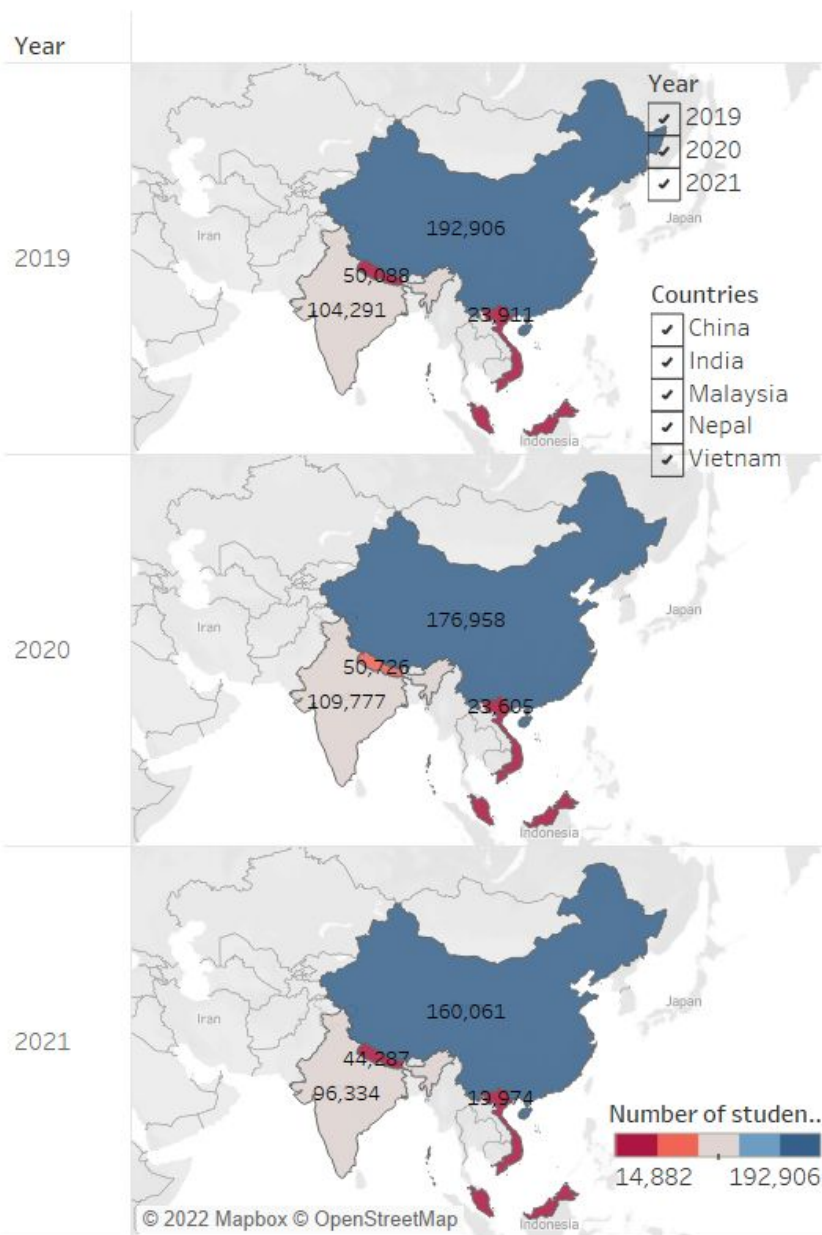 Year
2019
Iran
192,906
50,088
104,291
23,911
Japan
Indonesia
Year
2019
2020
2021
Countries
China
India
Malaysia
Nepal
Vietnam
2020
Iran
176,958
50,726
109,777
23,605
Japan
Indonesia
2021
Iran
160,061
44,287
96,334
19,974
Japan
Indonesia
Number of studen..
14,882 192,906
© 2022 Mapbox © OpenStreetMap